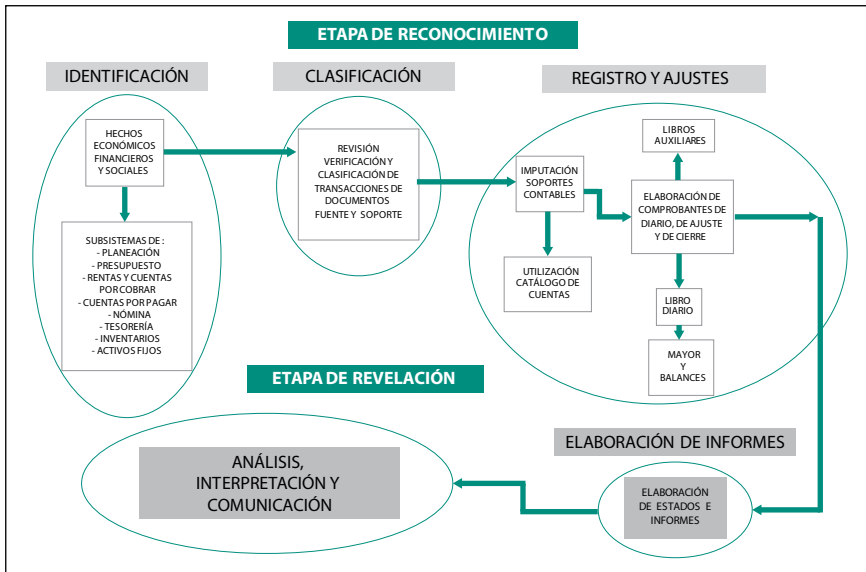 ETAPA DE RECONOCIMIENTO
IDENTIFICACIÓN
HECHOS
ECONÓMICOS
FINANCIEROS
Y SOCIALES
SUBSISTEMAS DE :
- PLANEACIÓN
- PRESUPUESTO
- RENTAS Y CUENTAS
POR COBRAR
- CUENTAS POR PAGAR
- NÓMINA
- TESORERÍA
- INVENTARIOS
- ACTIVOS FIJOS
CLASIFICACIÓN
REVISIÓN
VERIFICACIÓN Y
CLASIFICACIÓN DE
TRANSACCIONES DE
DOCUMENTOS
FUENTE Y SOPORTE
REGISTRO Y AJUSTES
IMPUTACIÓN
SOPORTES
CONTABLES
UTILIZACIÓN
CATÁLOGO DE
CUENTAS
LIBROS
AUXILIARES
ELABORACIÓN DE
COMPROBANTES DE
DIARIO, DE AJUSTE
Y DE CIERRE
LIBRO
DIARIO
MAYOR
Y
BALANCES
ETAPA DE REVELACIÓN
ELABORACIÓN DE INFORMES
ELABORACIÓN
DE ESTADOS E
INFORMES
ANÁLISIS,
INTERPRETACIÓN Y
COMUNICACIÓN